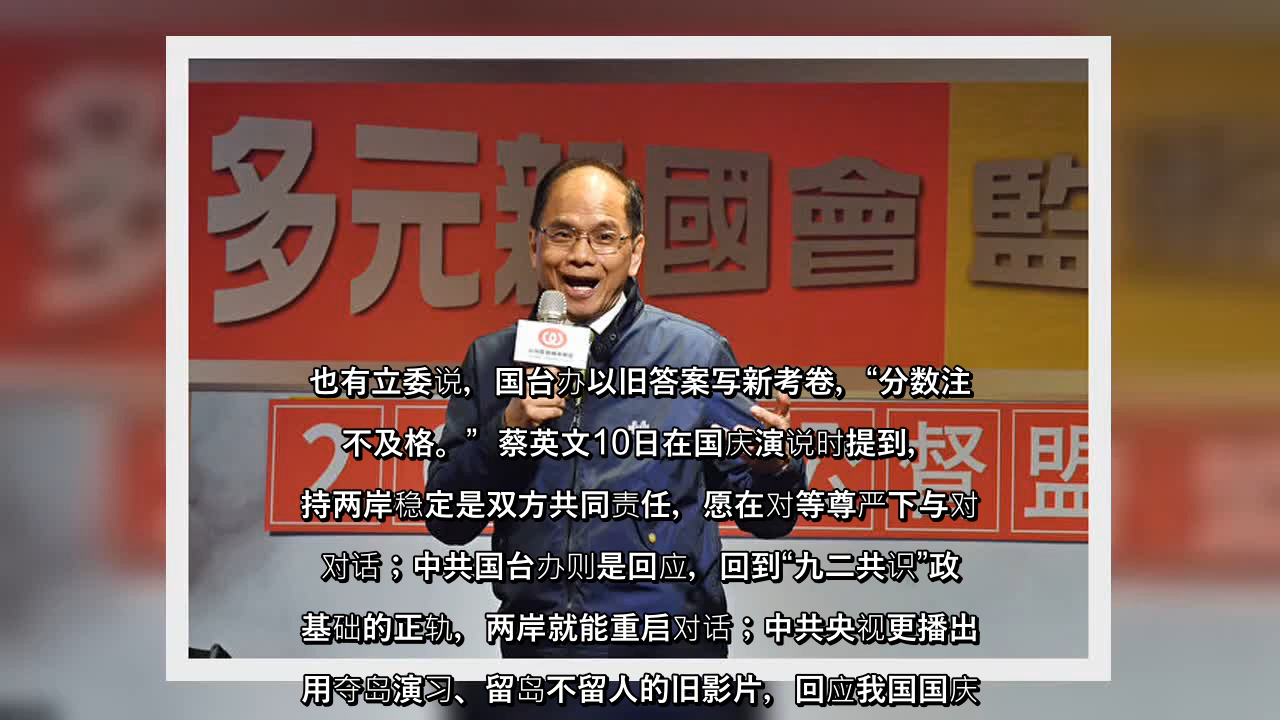 多元新國會 監
也有立委说，国台办以旧答案写新考卷，“分数注
不及格。” 蔡英文10日在国庆演说时提到，
持两岸稳定是双方共同责任，愿在对等尊严下与对
对话；中共国台办则是回应，回到“九二共识”政
基础的正轨，两岸就能重启对话；中共央视更播出
用夺岛演习、留岛不留人的旧影片，回应我国国庆
2 公 督 盟